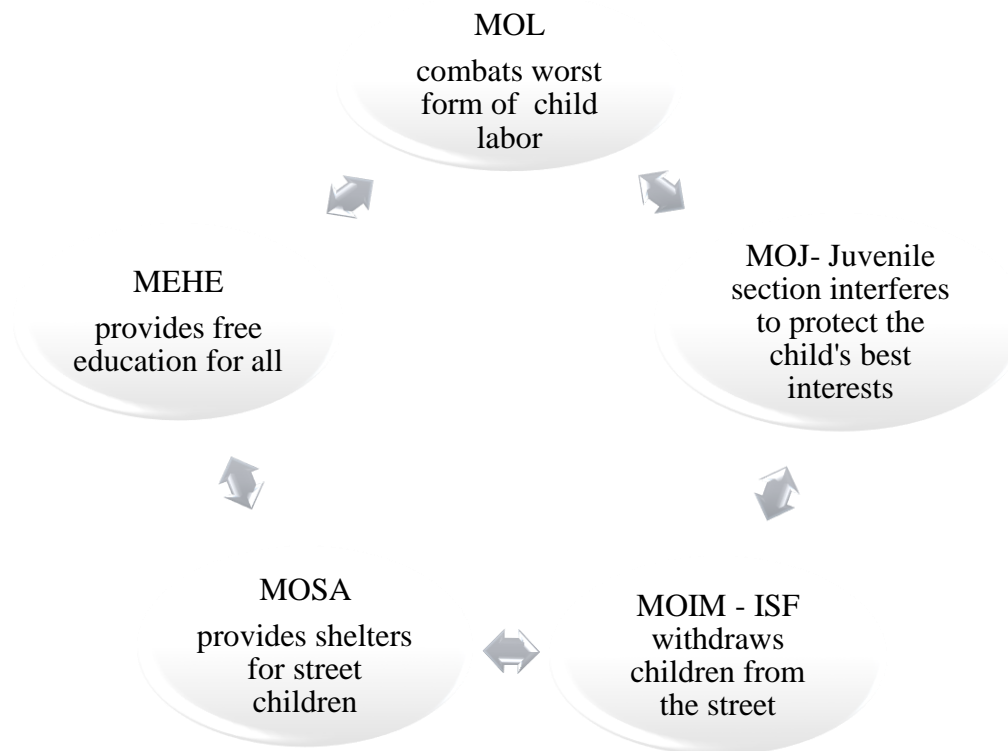 MOL
combats worst
form of child
labor
MOJ- Juvenile
section interferes
to protect the
child's best
interests
MOIM - ISF
withdraws
children from
the street
MOSA
provides shelters
for street
children
MEHE
provides free
education for all